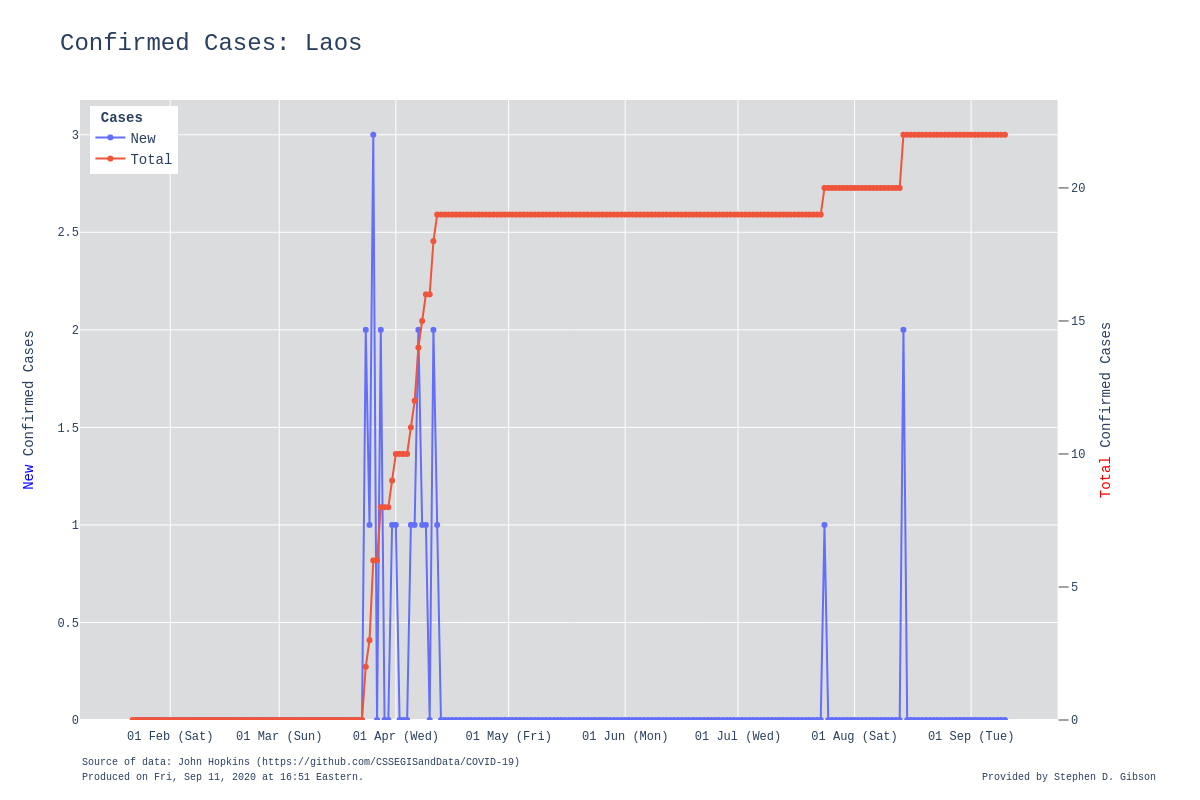 Confirmed Cases: Laos
Cases
New
Total
3
2.5
2
1.5
1
0.5
0
New Confirmed Cases
20
15
10
5
0
Total Confirmed Cases
01 Feb (Sat) 01 Mar (Sun) 01 Apr (Wed) 01 May (Fri) 01 Jun (Mon) 01 Jul (Wed) 01 Aug (Sat) 01 Sep (Tue)
Source of data: John Hopkins (https://github.com/CSSEGISandData/COVID-19)
Produced on Fri, Sep 11, 2020 at 16:51 Eastern.
Provided by Stephen D. Gibson